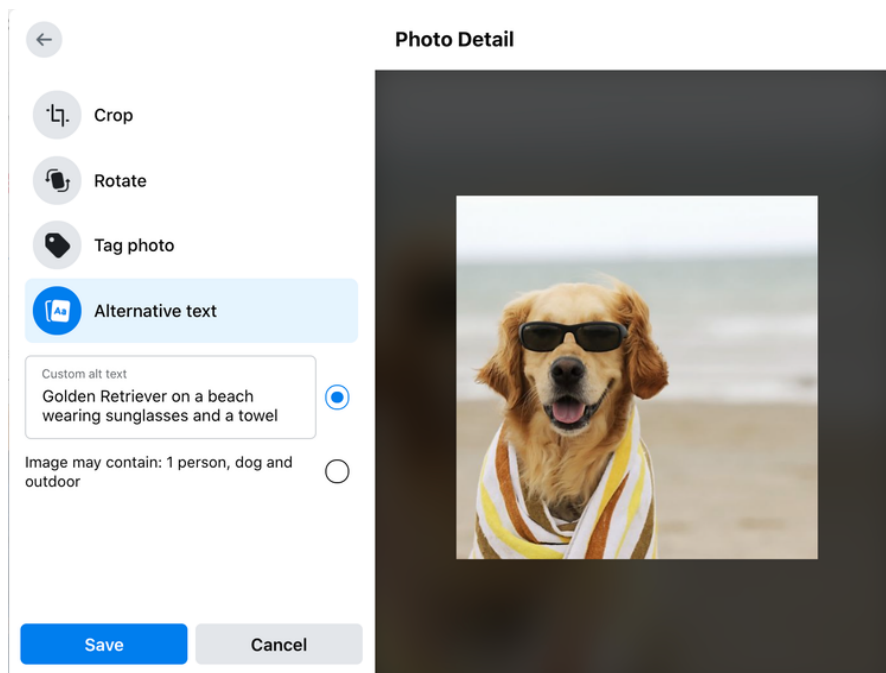 Photo Detail
Crop
Rotate
Tag photo
Aa
Alternative text
Custom alt text
Golden Retriever on a beach
wearing sunglasses and a towel
Image may contain: 1 person, dog and
outdoor
Save
Cancel